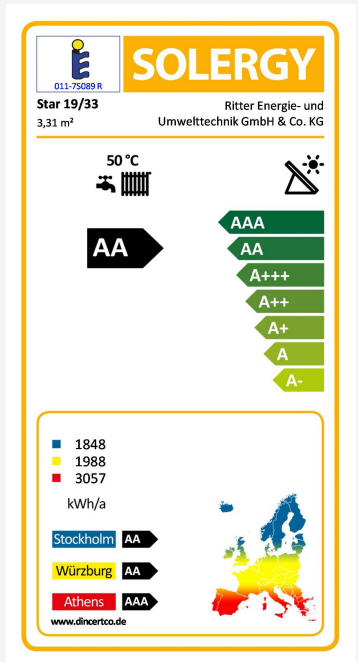 SOLERGY
011-7S089 R
Star 19/33
Ritter Energie- und
3,31 m²
Umwelttechnik GmbH & Co. KG
50 °C
AA
AAA
AA
A+++
A++
A+
A
A-
1848
1988
3057
kWh/a
Stockholm AA
Würzburg AA
Athens AAA
www.dincertco.de